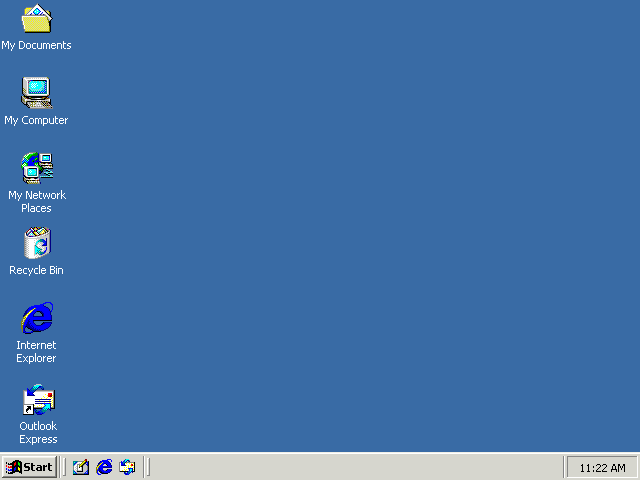 My Documents
My Computer
My Network
Places
Recycle Bin
Internet
Explorer
Outlook
Express
Start
11:22 AM